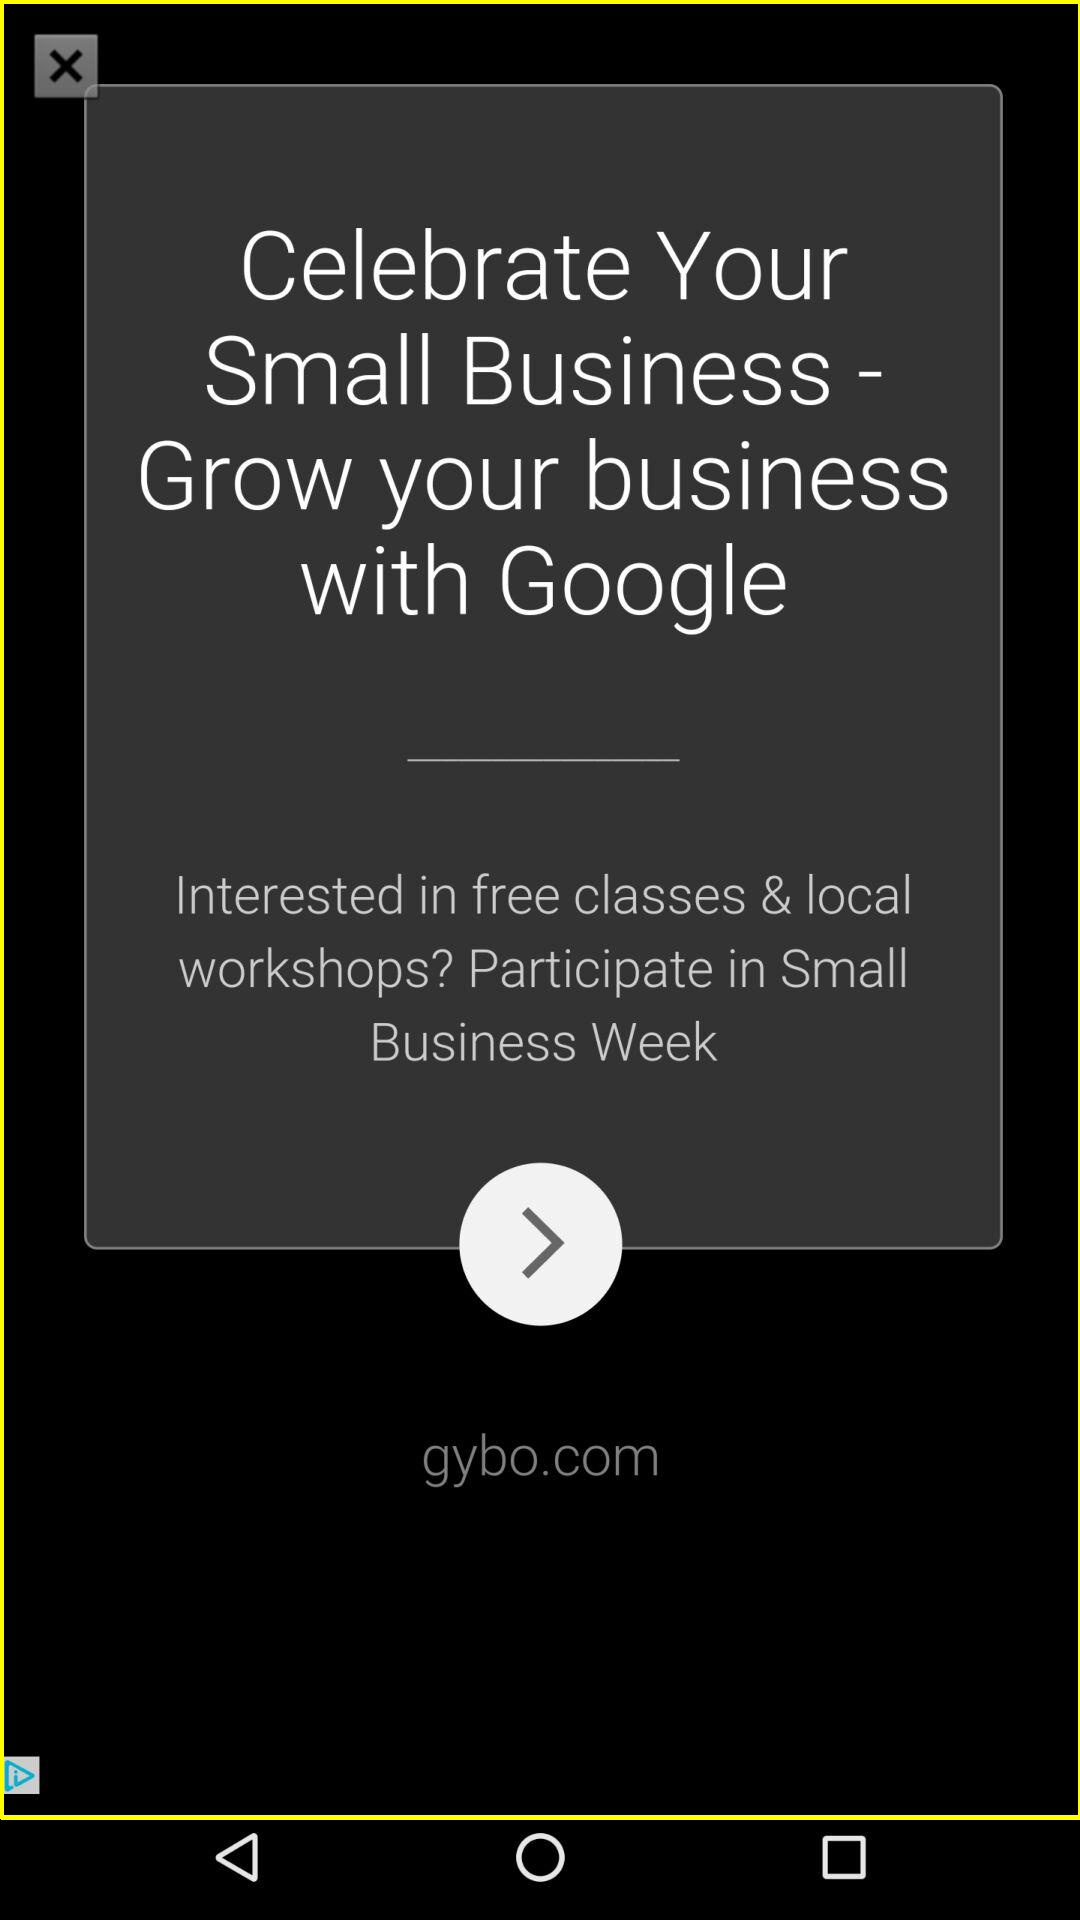 Celebrate Your
Small Business -
Grow your business
with Google
Interested in free classes & local
workshops? Participate in Small
Business Week
gybo.com